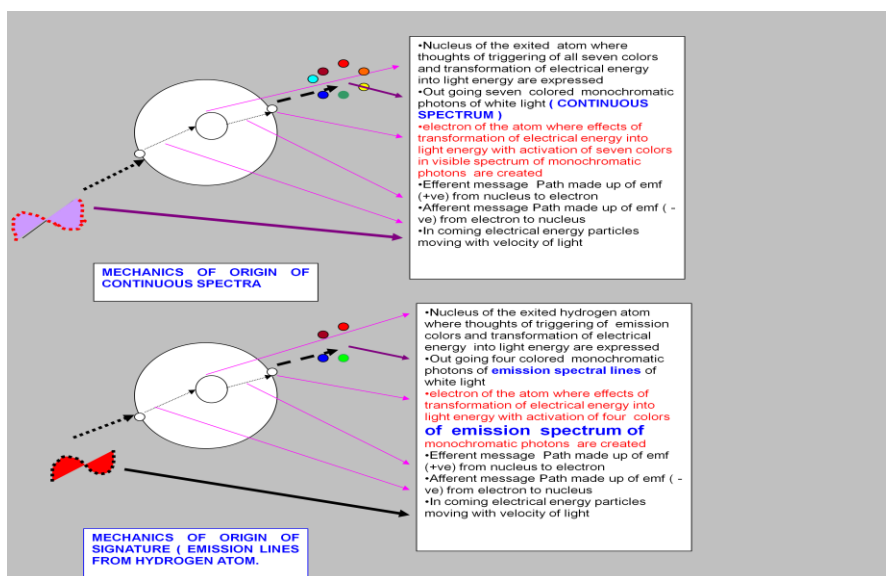 •Nucleus of the exited atom where
thoughts of triggering of all seven colors
and transformation of electrical energy
into light energy are expressed
•Out going seven colored monochromatic
photons of white light ( CONTINUOUS
SPECTRUM )
•electron of the atom where effects of
transformation of electrical energy into
light energy with activation of seven colors
in visible spectrum of monochromatic
photons are created
•Efferent message Path made up of emf
(+ve) from nucleus to electron
•Afferent message Path made up of emf ( -
ve) from electron to nucleus
•In coming electrical energy particles
moving with velocity of light
MECHANICS OF ORIGIN OF
CONTINUOUS SPECTRA
•Nucleus of the exited hydrogen atom
where thoughts of triggering of emission
colors and transformation of electrical
energy into light energy are expressed
•Out going four colored monochromatic
photons of emission spectral lines of
white light
•electron of the atom where effects of
transformation of electrical energy into
light energy with activation of four colors
of emission spectrum of
monochromatic photons are created
•Efferent message Path made up of emf
(+ve) from nucleus to electron
•Afferent message Path made up of emf ( -
ve) from electron to nucleus
•In coming electrical energy particles
moving with velocity of light
MECHANICS OF ORIGIN OF
SIGNATURE ( EMISSION LINES
FROM HYDROGEN ATOM.